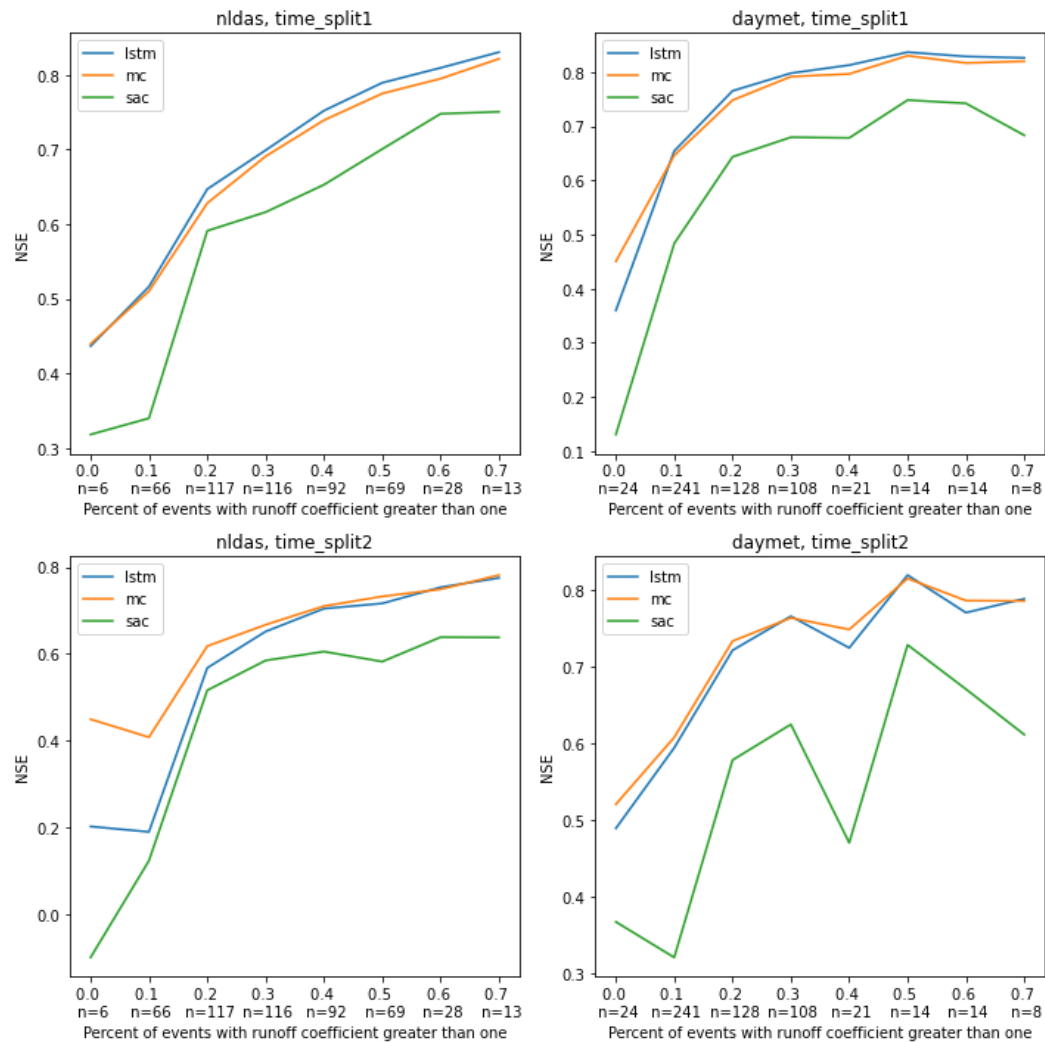 nldas, time_split1
lstm
mc
sac
NSE
0.8
0.7
0.6
0.5
0.4
0.3
0.0 0.1 0.2 0.3 0.4 0.5 0.6 0.7
n=6 n=66 n=117 n=116 n=92 n=69 n=28 n=13
Percent of events with runoff coefficient greater than one
daymet, time_split1
lstm
mc
sac
NSE
0.8
0.7
0.6
0.5
0.4
0.3
0.2
0.1
0.0 0.1 0.2 0.3 0.4 0.5 0.6 0.7
n=24 n=241 n=128 n=108 n=21 n=14 n=14 n=8
Percent of events with runoff coefficient greater than one
nldas, time_split2
lstm
mc
sac
NSE
0.8
0.6
0.4
0.2
0.0
0.0 0.1 0.2 0.3 0.4 0.5 0.6 0.7
n=6 n=66 n=117 n=116 n=92 n=69 n=28 n=13
Percent of events with runoff coefficient greater than one
daymet, time_split2
lstm
mc
sac
NSE
0.8
0.7
0.6
0.5
0.4
0.3
0.0 0.1 0.2 0.3 0.4 0.5 0.6 0.7
n=24 n=241 n=128 n=108 n=21 n=14 n=14 n=8
Percent of events with runoff coefficient greater than one